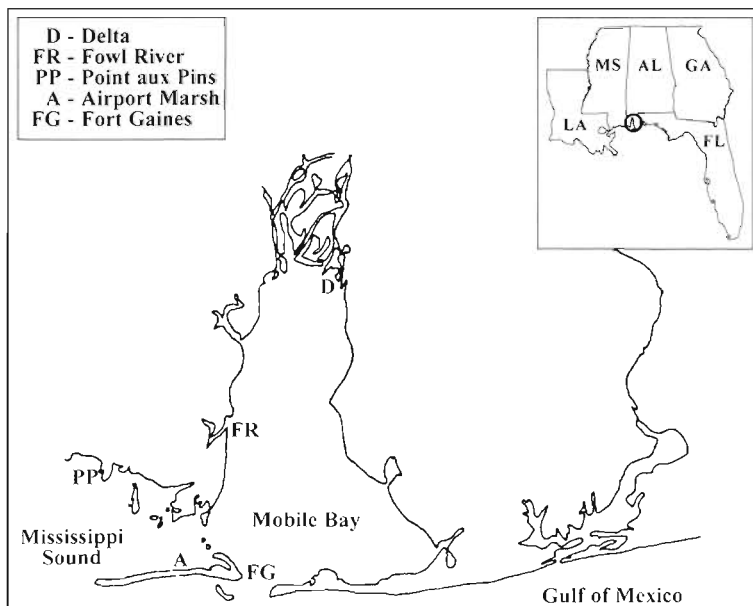 D - Delta
FR - Fowl River
PP - Point aux Pins
A - Airport Marsh
FG - Fort Gaines
MS
AL
GA
LA
FL
D
FR
PP
Mobile Bay
Mississippi
Sound
A
FG
Gulf of Mexico